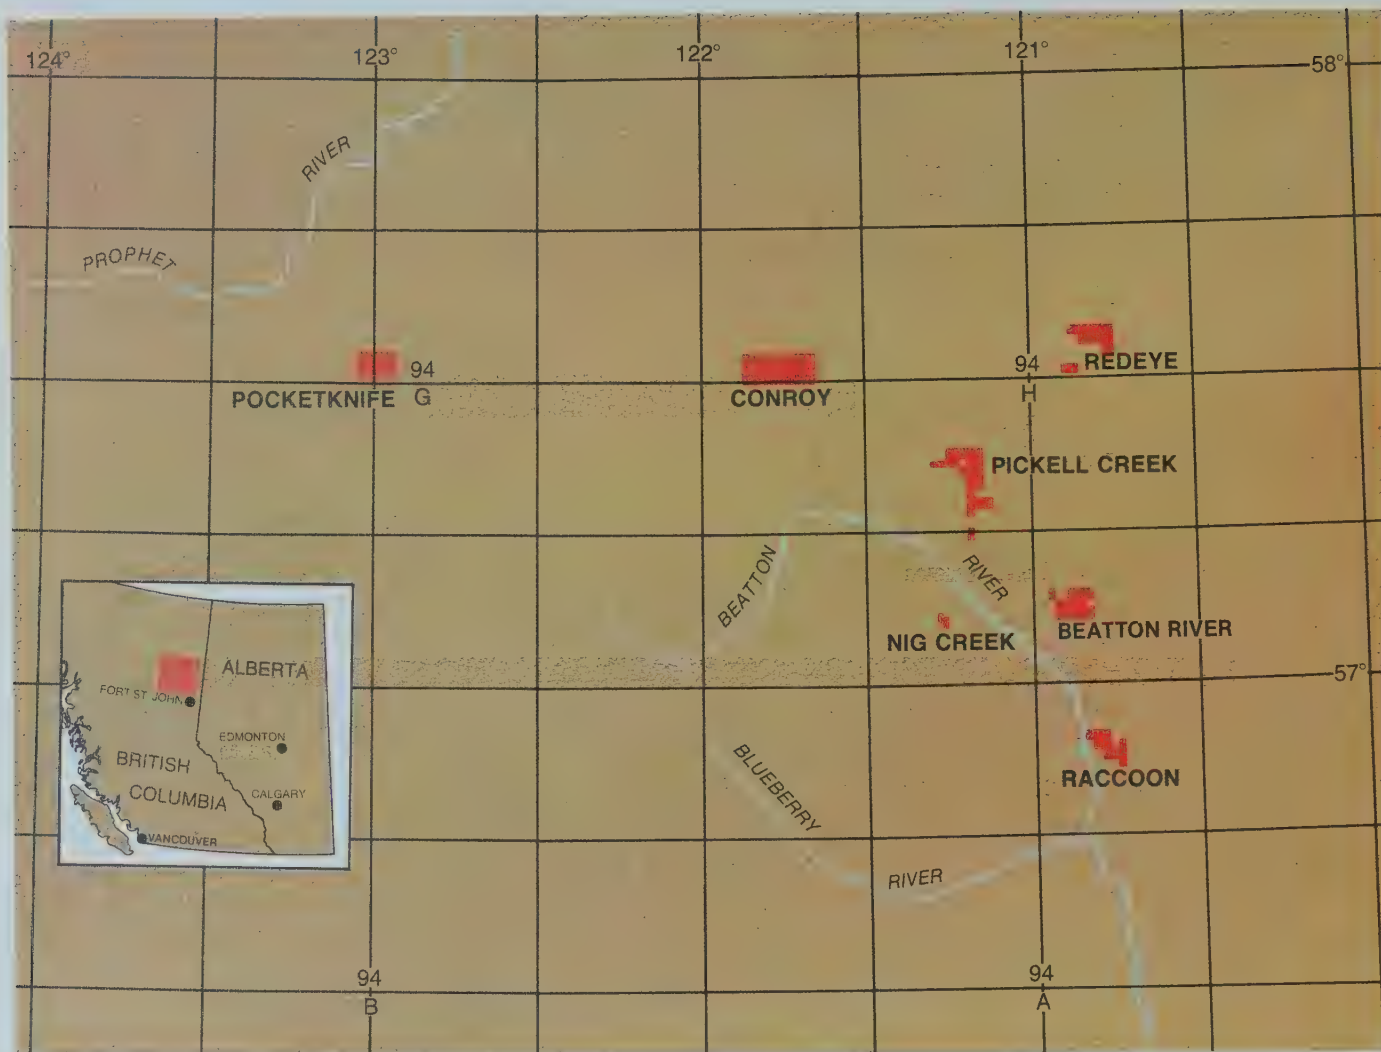 124°
123°
122°
121°
58°
RIVER
PROPHET
94
G
POCKETKNIFE
CONROY
94
H
REDEYE
PICKELL CREEK
BEATTON
RIVER
NIG CREEK
BEATTON RIVER
57°
ALBERTA
FORT ST. JOHN
EDMONTON
BRITISH
COLUMBIA
CALGARY
VANCOUVER
BLUEBERRY
RIVER
RACCOON
94
B
94
A